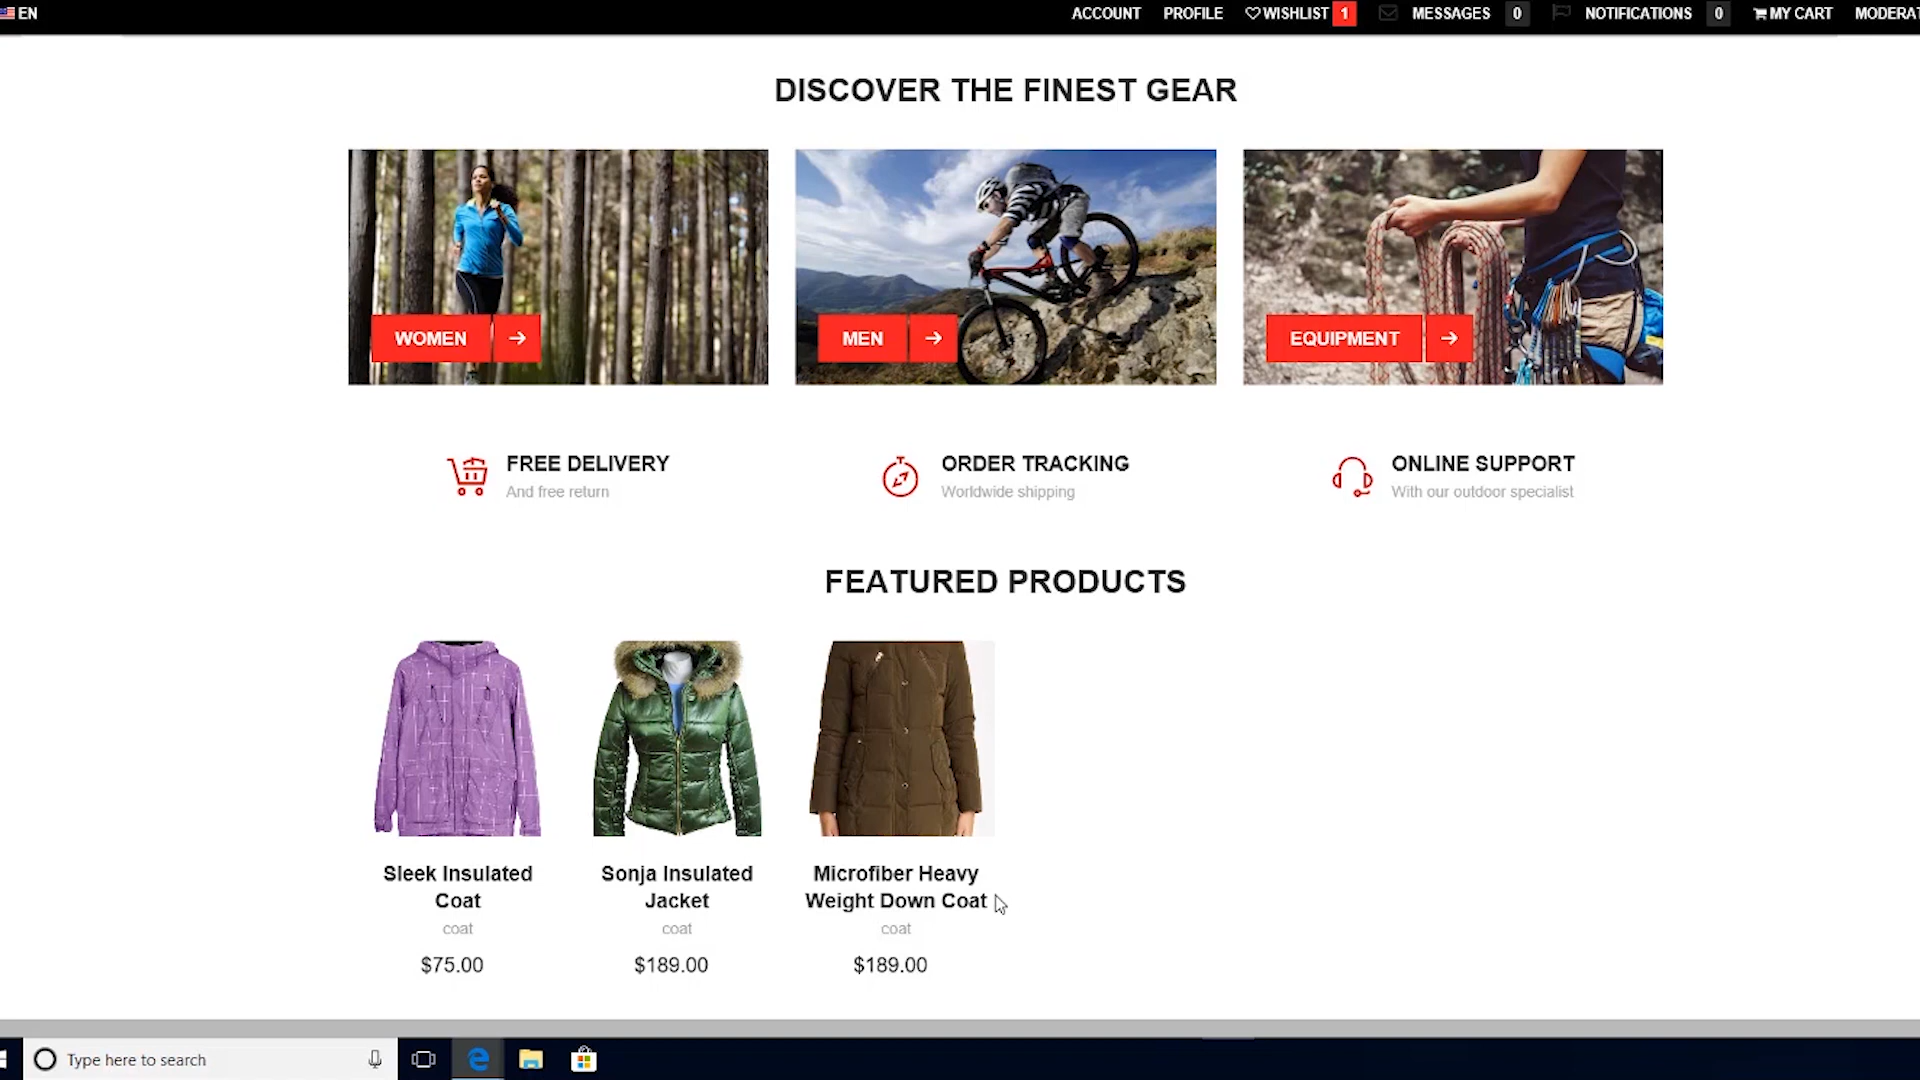 EN
ACCOUNT PROFILE WISHLIST 1 MESSAGES 0 NOTIFICATIONS 0 MY CART MODERAT
DISCOVER THE FINEST GEAR
WOMEN
MEN
EQUIPMENT
FREE DELIVERY
And free return
ORDER TRACKING
Worldwide shipping
ONLINE SUPPORT
With our outdoor specialist
FEATURED PRODUCTS
Sleek Insulated
Coat
coat
$75.00
Sonja Insulated
Jacket
coat
$189.00
Microfiber Heavy
Weight Down Coat
coat
$189.00
Type here to search